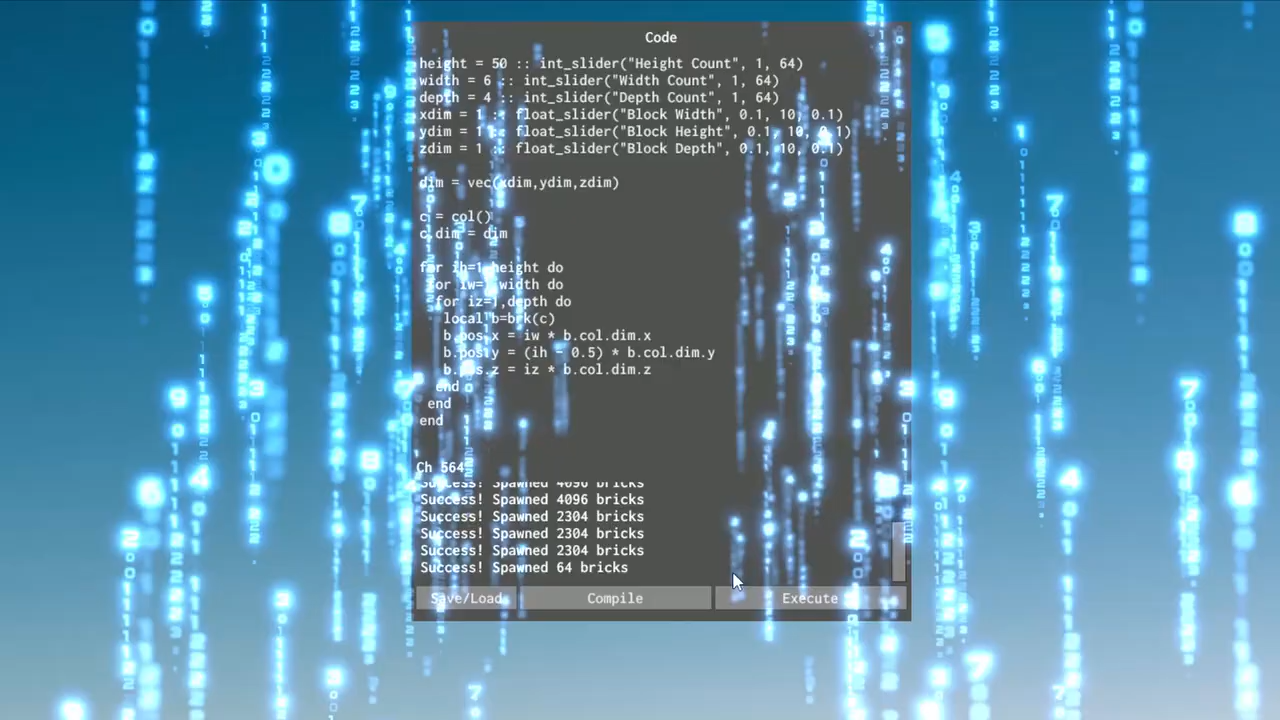 Code
height = 50 :: int_slider("Height Count", 1, 64)
width = 6 :: int_slider("Width Count", 1, 64)
depth = 4 :: int_slider("Depth Count", 1, 64)
xdim = 1 :: float_slider("Block Width", 0.1, 10, 0.1)
ydim = 1 :: float_slider("Block Height", 0.1, 10, 0.1)
zdim = 1 :: float_slider("Block Depth", 0.1, 10, 0.1)
dim = vec(xdim,ydim,zdim)
c = col()
c.dim = dim
for ih=1,height do
for iw=1,width do
for iz=1,depth do
local b=brk(c)
b.pos.x = iw * b.col.dim.x
b.pos.y = (ih - 0.5) * b.col.dim.y
b.pos.z = iz * b.col.dim.z
end
end
end
Ch 564
Success! Spawned 4096 bricks
Success! Spawned 4096 bricks
Success! Spawned 2304 bricks
Success! Spawned 2304 bricks
Success! Spawned 2304 bricks
Success! Spawned 64 bricks
Save/Load Compile Execute